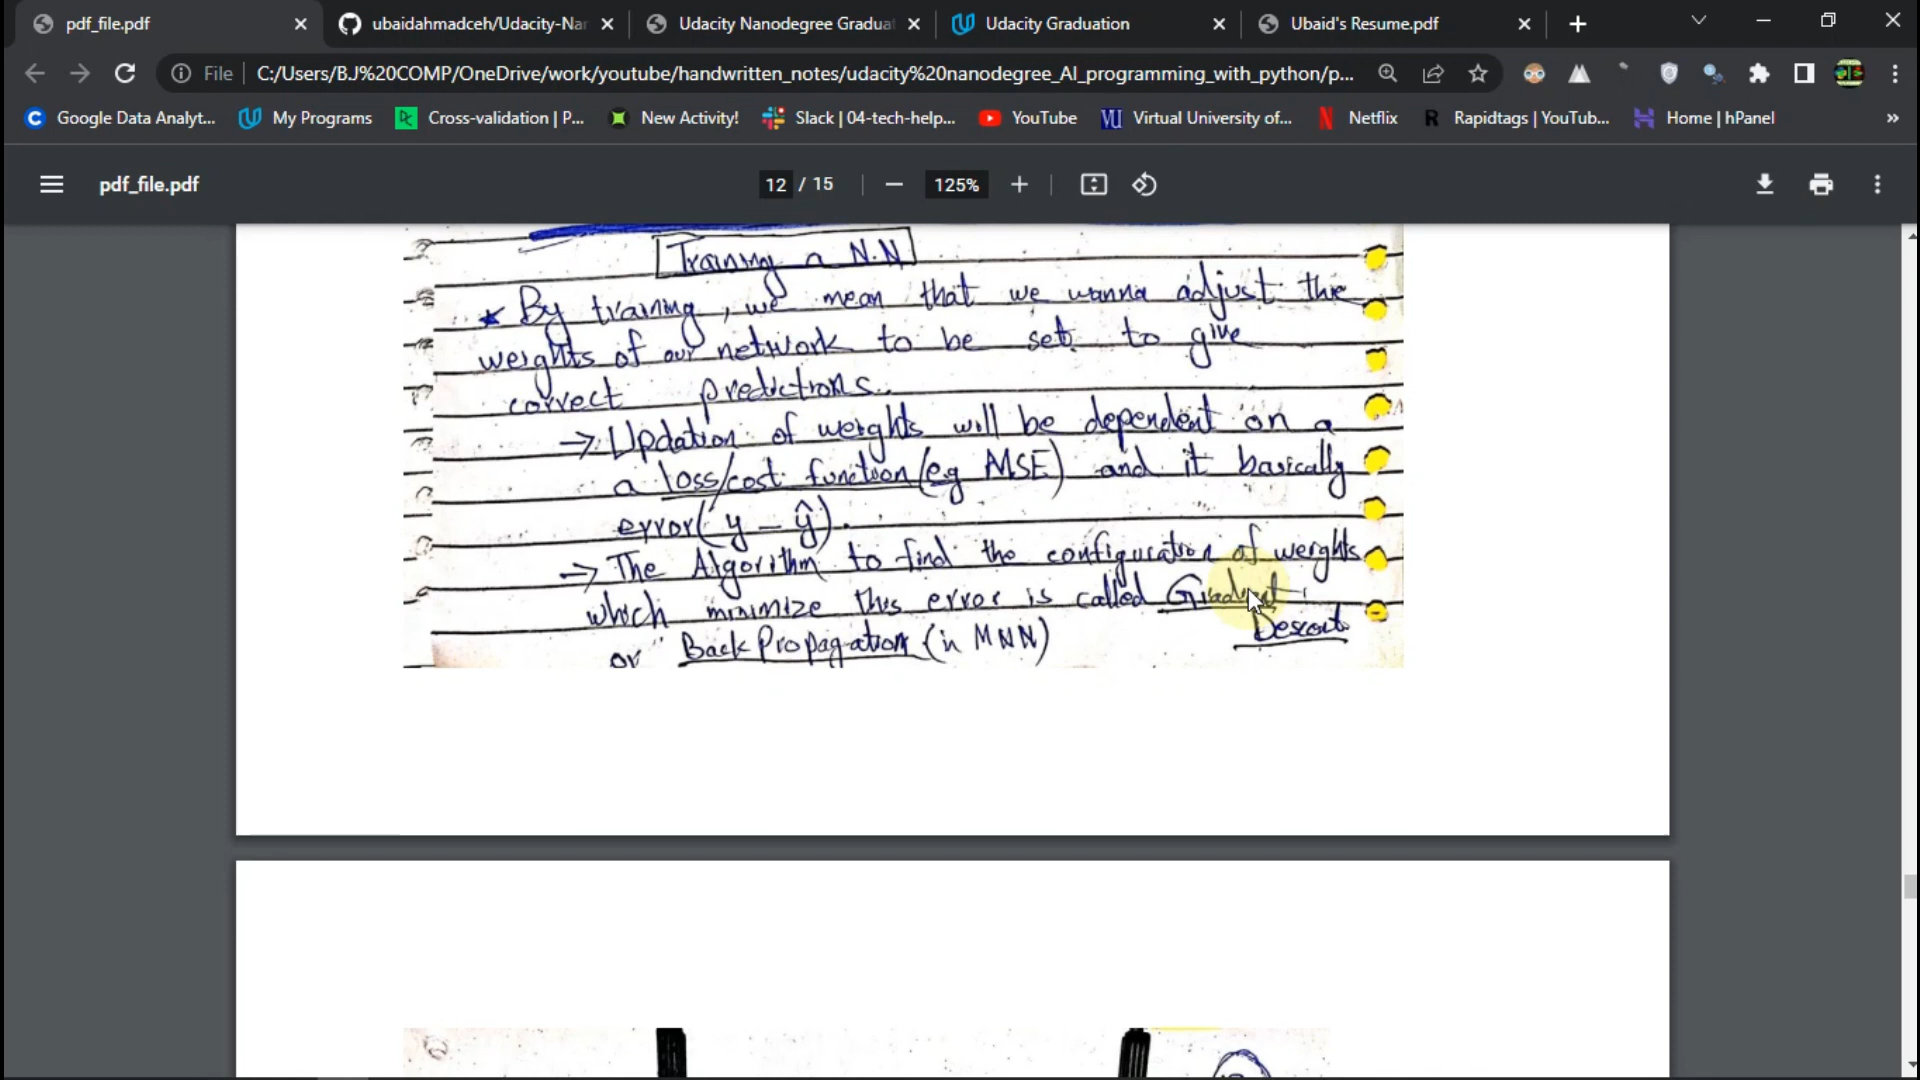 pdf_file.pdf
ubaidahmadceh/Udacity-Na
Udacity Nanodegree Gradua
Udacity Graduation
Ubaid's Resume.pdf
File
C:/Users/BJ%20COMP/OneDrive/work/youtube/handwritten_notes/udacity%20nanodegree_AI_programming_with_python/p...
Google Data Analyt...
My Programs
Cross-validation | P...
New Activity!
Slack | 04-tech-help...
YouTube
Virtual University of...
Netflix
Rapidtags | YouTub...
Home | hPanel
»
pdf_file.pdf
12 / 15
125%
Training a N.N
★ By training, we mean that we wanna adjust the
weights of our network to be set to give
correct predictions.
→ Updation of weights will be dependent on a
a loss/cost function (eg MSE) and it basically
error(y - ŷ).
→ The Algorithm to find the configuration of weights
which minimize this error is called Gradient
Descent
or Back Propagation (in MNN)